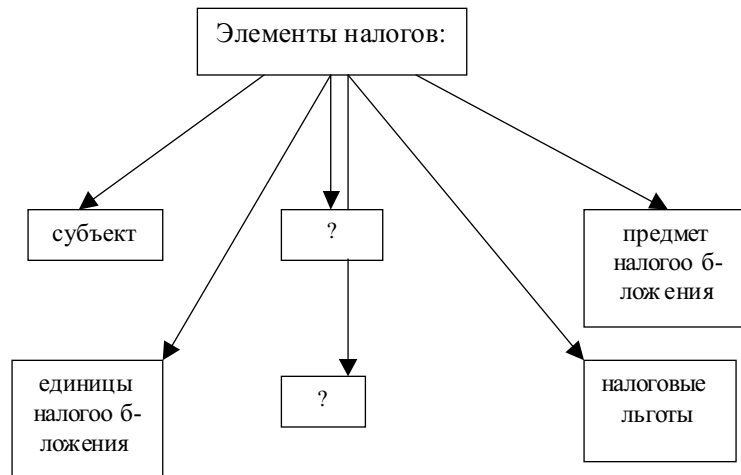 Элементы налогов:
субъект
?
предмет
налогоо б-
лож ения
единицы
налогоо б-
ложения
?
налоговые
льготы